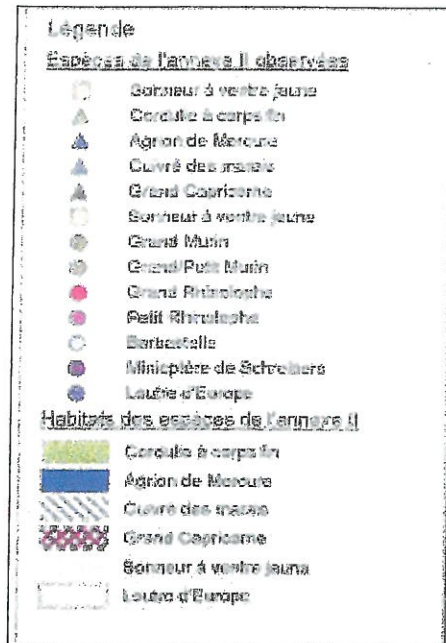 Légende
Espèces de l'annexe II observées
Sonneur à ventre jaune
Cordulie à corps fin
Agrion de Mercure
Cuivré des marais
Grand Capricorne
Sonneur à ventre jaune
Grand Murin
Grand/Petit Murin
Grand Rhinolophe
Petit Rhinolophe
Barbastelle
Minioptère de Schreibers
Loutre d'Europe
Habitats des espèces de l'annexe II
Cordulie à corps fin
Agrion de Mercure
Cuivré des marais
Grand Capricorne
Sonneur à ventre jaune
Loutre d'Europe